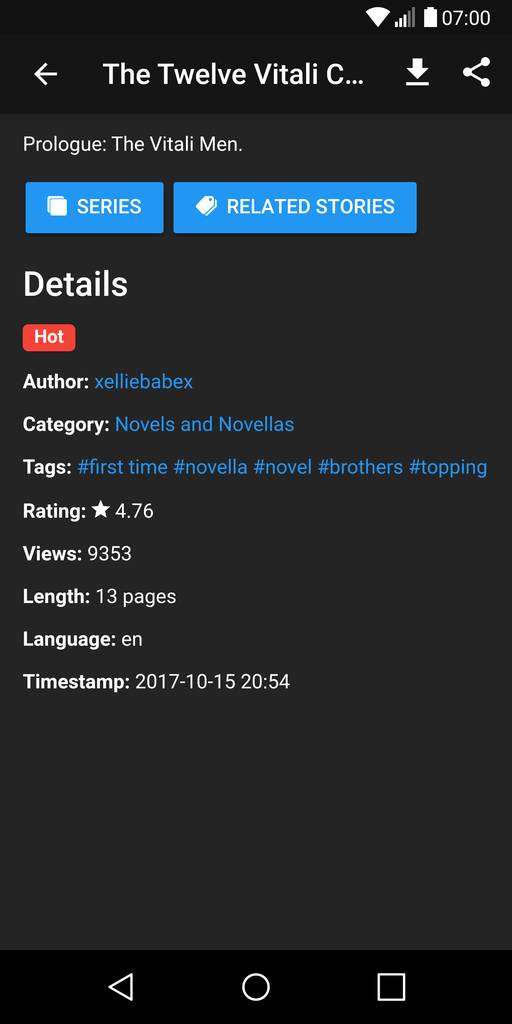 07:00
The Twelve Vitali C...
Prologue: The Vitali Men.
SERIES
RELATED STORIES
Details
Hot
Author: xelliebabex
Category: Novels and Novellas
Tags: #first time #novella #novel #brothers #topping
Rating: ★ 4.76
Views: 9353
Length: 13 pages
Language: en
Timestamp: 2017-10-15 20:54